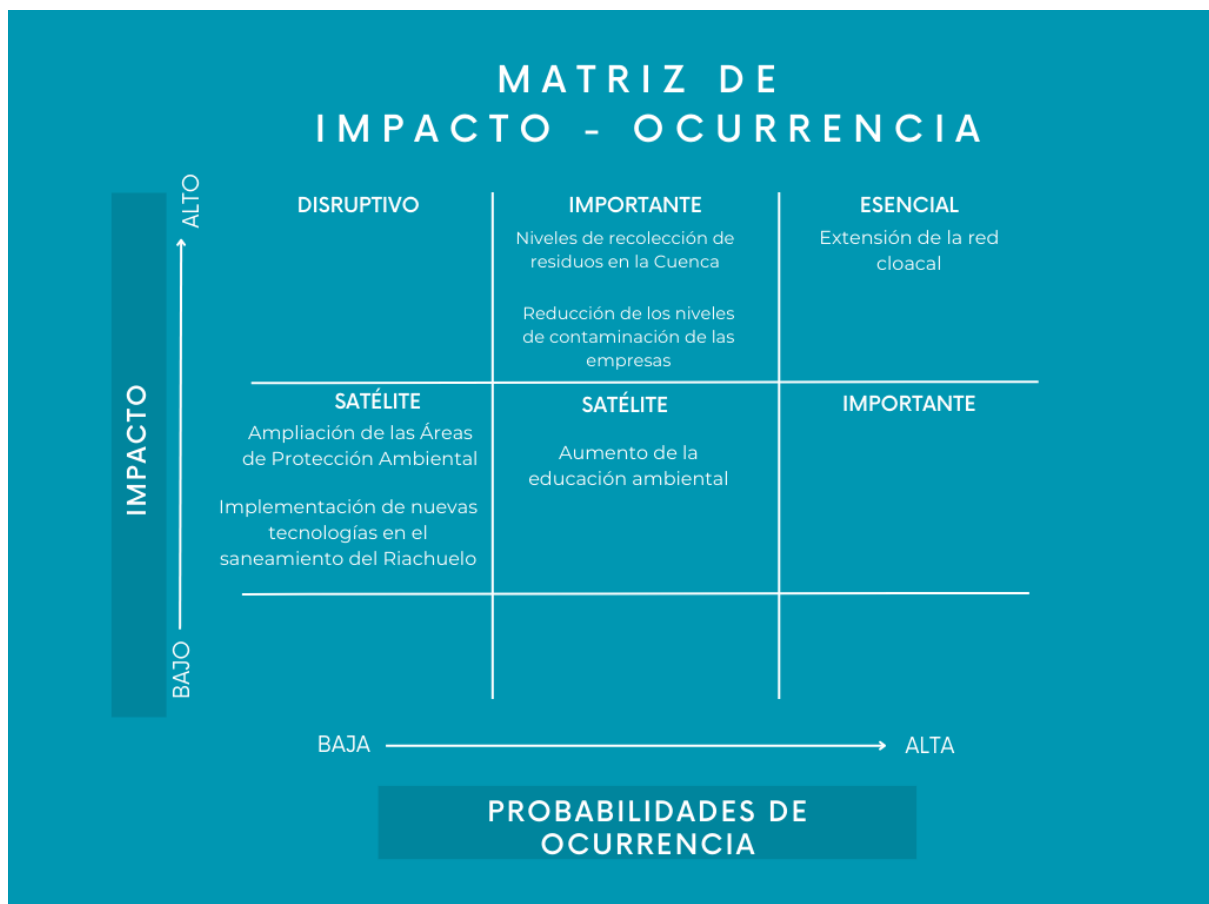 MATRIZ DE
IMPACTO - OCURRENCIA
ALTO
IMPACTO
BAJO
DISRUPTIVO
IMPORTANTE
Niveles de recolección de
residuos en la Cuenca
Reducción de los niveles
de contaminación de las
empresas
ESENCIAL
Extensión de la red
cloacal
SATÉLITE
Ampliación de las Áreas
de Protección Ambiental
Implementación de nuevas
tecnologías en el
saneamiento del Riachuelo
SATÉLITE
Aumento de la
educación ambiental
IMPORTANTE
BAJA
ALTA
PROBABILIDADES DE
OCURRENCIA